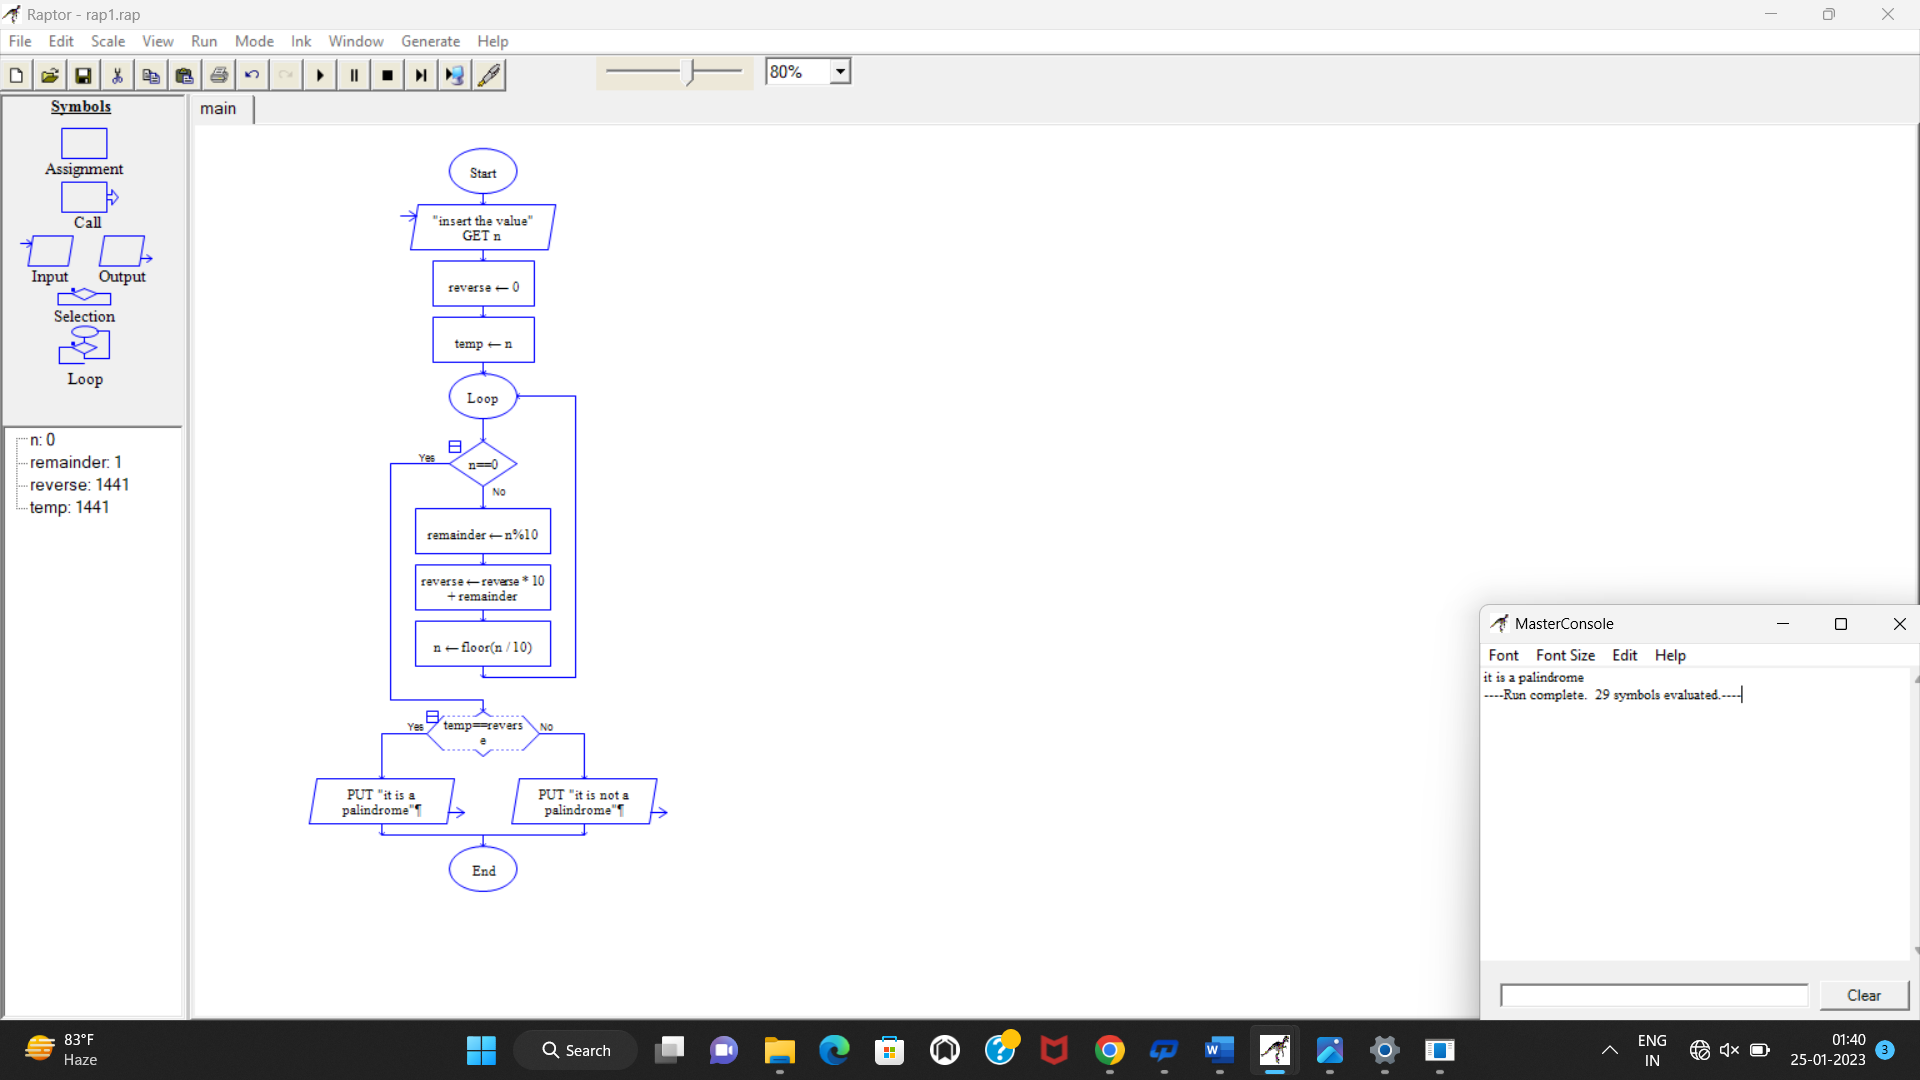 Raptor - rap1.rap
File Edit Scale View Run Mode Ink Window Generate Help
80%
Symbols
Assignment
Call
Input Output
Selection
Loop
n: 0
remainder: 1
reverse: 1441
temp: 1441
main
Start
"insert the value"
GET n
reverse ← 0
temp ← n
Loop
Yes
n==0
No
remainder ← n%10
reverse ← reverse * 10
+ remainder
n ← floor(n / 10)
Yes
temp==revers
e
No
PUT "it is a
palindrome"¶
PUT "it is not a
palindrome"¶
End
MasterConsole
Font Font Size Edit Help
it is a palindrome
----Run complete. 29 symbols evaluated.----
Clear
83°F
Haze
Search
ENG
IN
01:40
25-01-2023
3